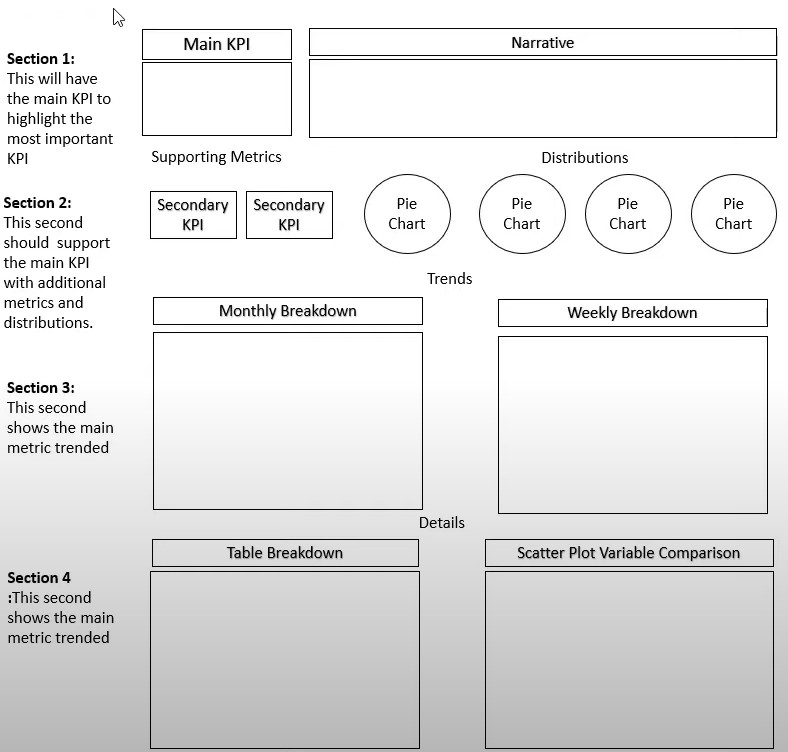 Main KPI
Narrative
Section 1:
This will have
the main KPI to
highlight the
most important
KPI
Supporting Metrics
Distributions
Section 2:
This second
should  support
the main KPI
with additional
metrics and
distributions.
Secondary
KPI
Secondary
KPI
Pie
Chart
Pie
Chart
Pie
Chart
Pie
Chart
Trends
Monthly Breakdown
Weekly Breakdown
Section 3:
This second
shows the main
metric trended
Details
Table Breakdown
Scatter Plot Variable Comparison
Section 4
:This second
shows the main
metric trended